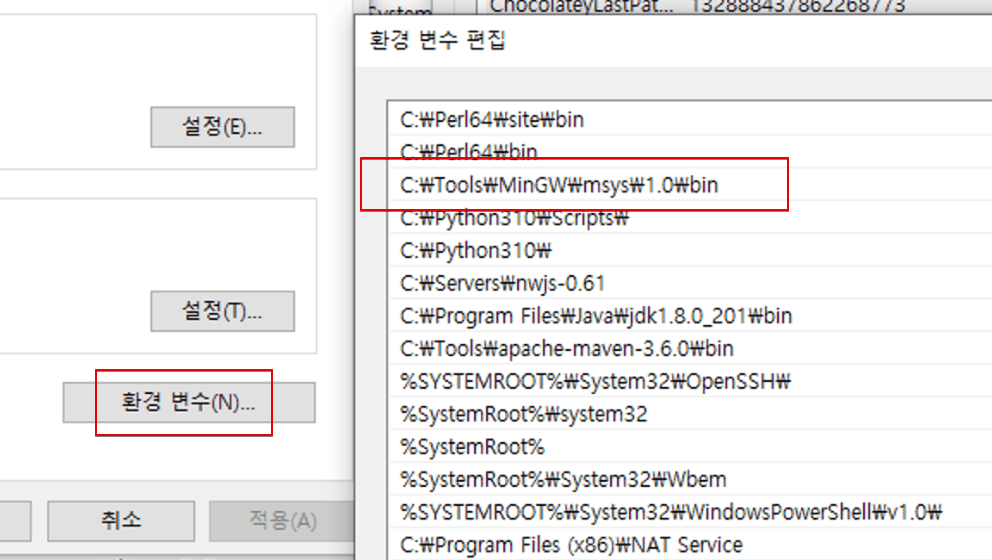 ChocolateyLastPat... 132888437862268773
System
환경 변수 편집
C:₩Perl64₩site₩bin
설정(E)...
C:₩Perl64₩bin
C:₩Tools₩MinGW₩msys₩1.0₩bin
C:₩Python310₩Scripts₩
C:₩Python310₩
C:₩Servers₩nwjs-0.61
설정(T)...
C:₩Program Files₩Java₩jdk1.8.0_201₩bin
C:₩Tools₩apache-maven-3.6.0₩bin
%SYSTEMROOT%₩System32₩OpenSSH₩
환경 변수(N)...
%SystemRoot%₩system32
%SystemRoot%
%SystemRoot%₩System32₩Wbem
취소
적용(A)
%SYSTEMROOT%₩System32₩WindowsPowerShell₩v1.0₩
C:₩Program Files (x86)₩NAT Service